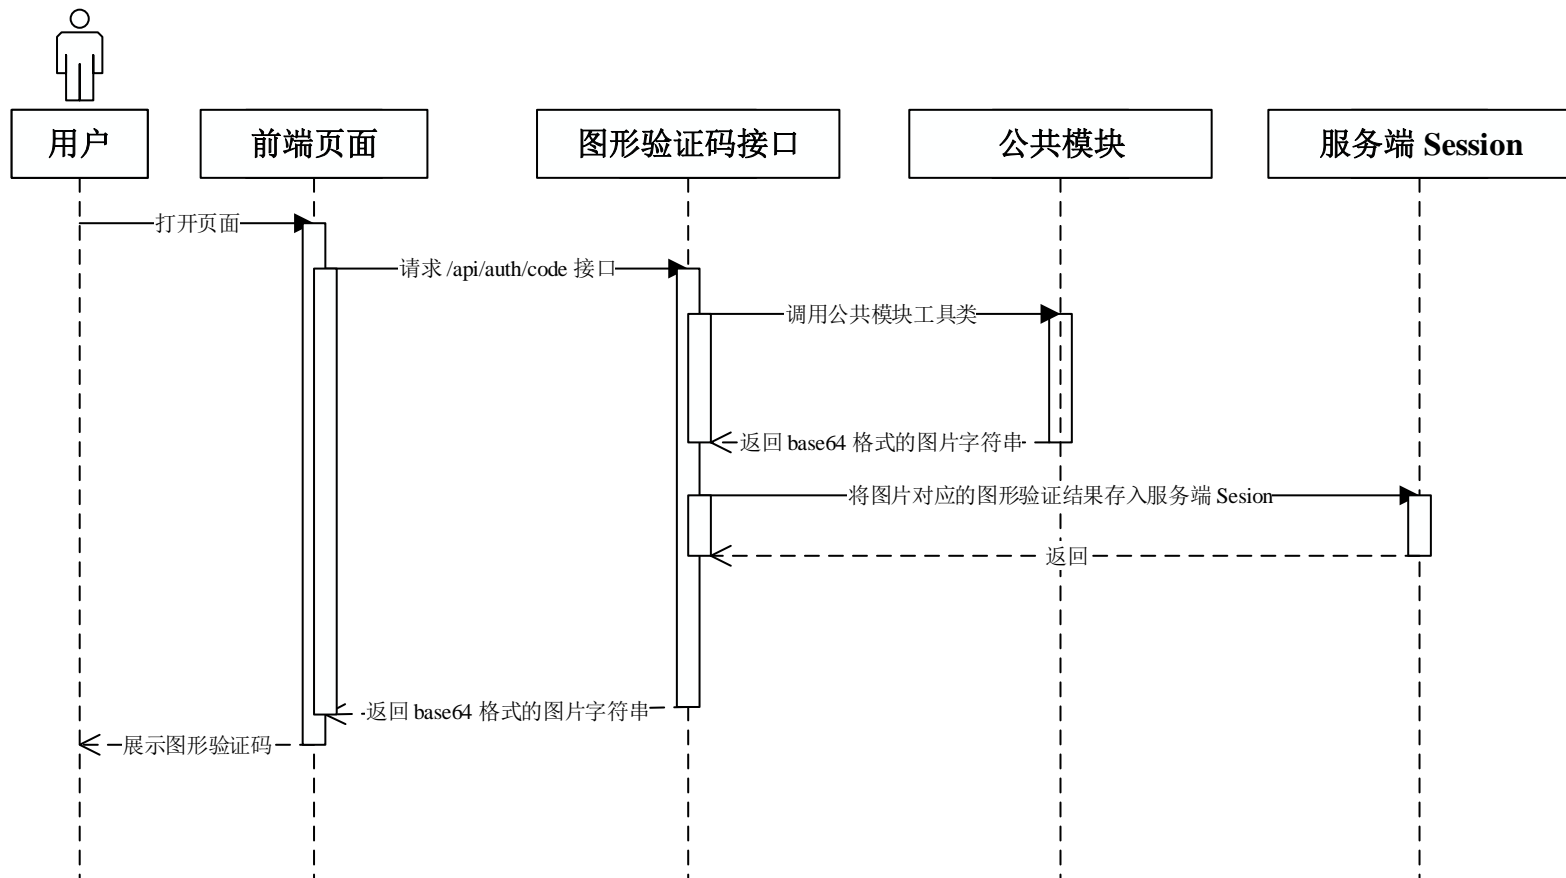 用户
前端页面
图形验证码接口
公共模块
服务端 Session
打开页面
请求 /api/auth/code 接口
调用公共模块工具类
返回 base64 格式的图片字符串
将图片对应的图形验证结果存入服务端 Sesion
返回
返回 base64 格式的图片字符串
展示图形验证码